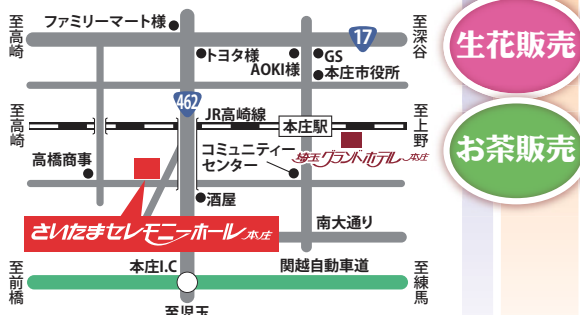 至高崎
ファミリーマート様
17
至深谷
トヨタ様
AOKI様
GS
本庄市役所
462
至高崎
JR高崎線
本庄駅
至上野
高橋商事
コミュニティー
センター
埼玉グランドホテル本庄
酒屋
さいたまセレモニーホール本庄
南大通り
至前橋
本庄I.C
関越自動車道
至練馬
至児玉
生花販売
お茶販売